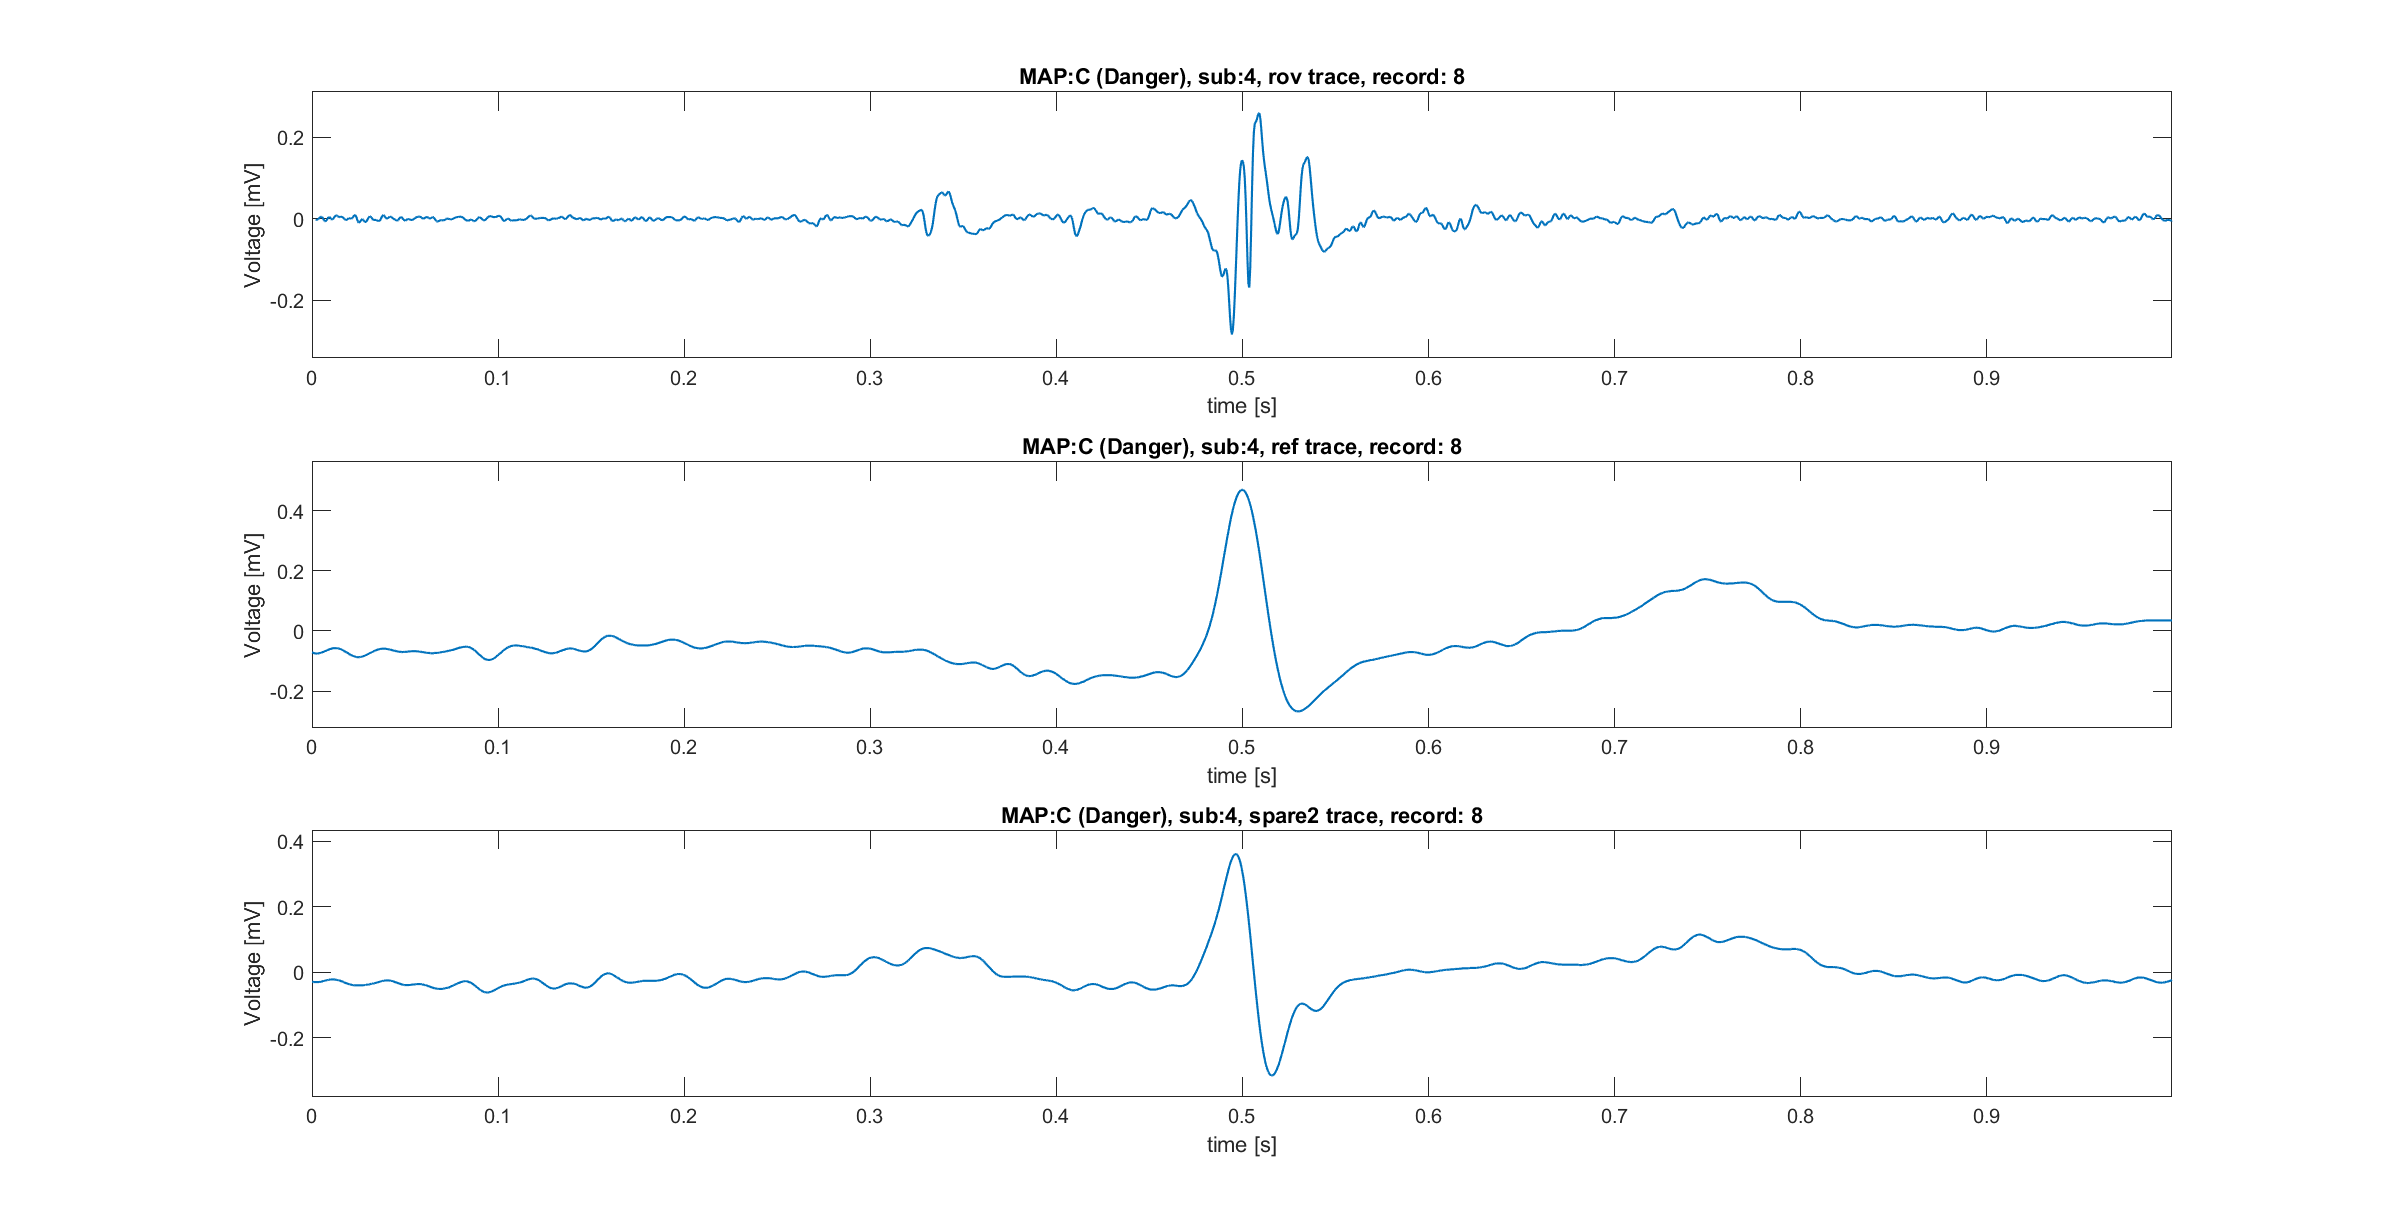 MAP:C (Danger), sub:4, rov trace, record: 8
Voltage [mV]
0.2
0
-0.2
0 0.1 0.2 0.3 0.4 0.5 0.6 0.7 0.8 0.9
time [s]
MAP:C (Danger), sub:4, ref trace, record: 8
Voltage [mV]
0.4
0.2
0
-0.2
0 0.1 0.2 0.3 0.4 0.5 0.6 0.7 0.8 0.9
time [s]
MAP:C (Danger), sub:4, spare2 trace, record: 8
Voltage [mV]
0.4
0.2
0
-0.2
0 0.1 0.2 0.3 0.4 0.5 0.6 0.7 0.8 0.9
time [s]